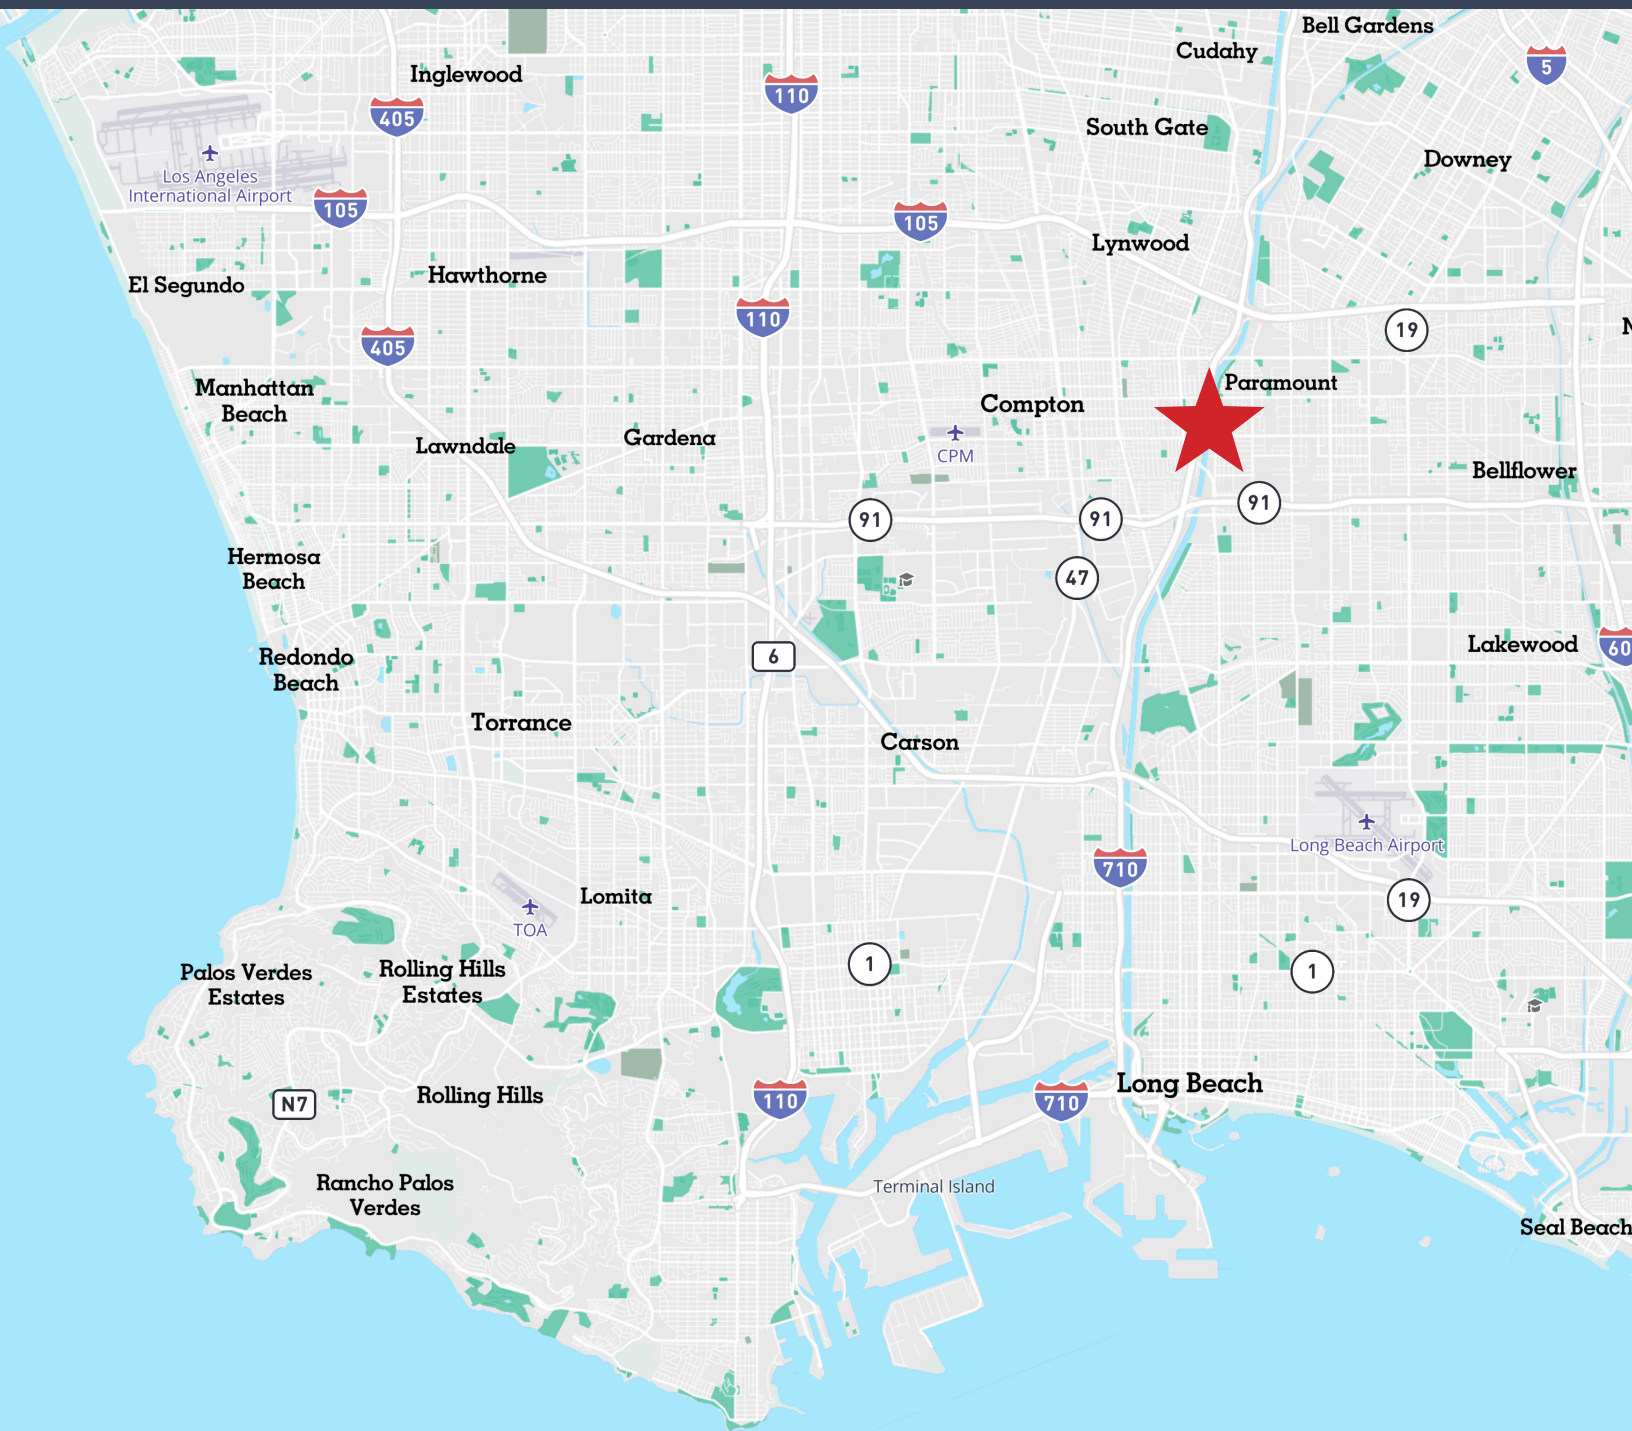 Bell Gardens
Cudahy
5
Inglewood
110
405
South Gate
Downey
Los Angeles
International Airport
105
105
Lynwood
Hawthorne
El Segundo
110
19
405
Paramount
Manhattan
Beach
Compton
Gardena
Lawndale
CPM
Bellflower
91
91
91
Hermosa
Beach
47
6
Lakewood
60
Redondo
Beach
Torrance
Carson
Long Beach Airport
710
Lomita
19
TOA
1
1
Palos Verdes
Estates
Rolling Hills
Estates
Long Beach
Rolling Hills
110
710
N7
Rancho Palos
Verdes
Terminal Island
Seal Beach